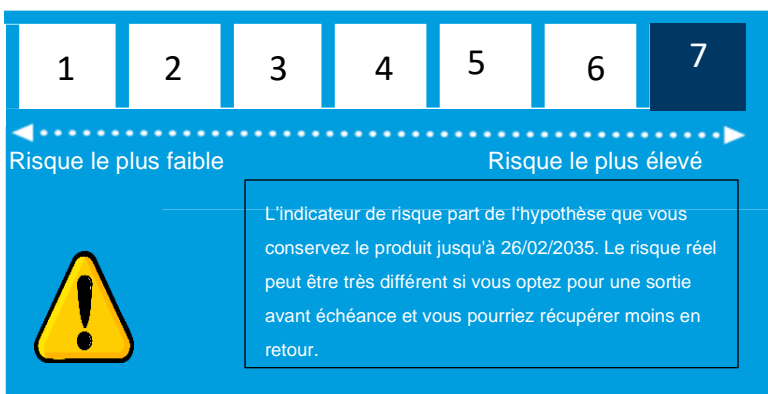 1 2 3 4 5 6 7
Risque le plus faible Risque le plus élevé
L'indicateur de risque part de l'hypothèse que vous
conservez le produit jusqu'à 26/02/2035. Le risque réel
peut être très différent si vous optez pour une sortie
avant échéance et vous pourriez récupérer moins en
retour.